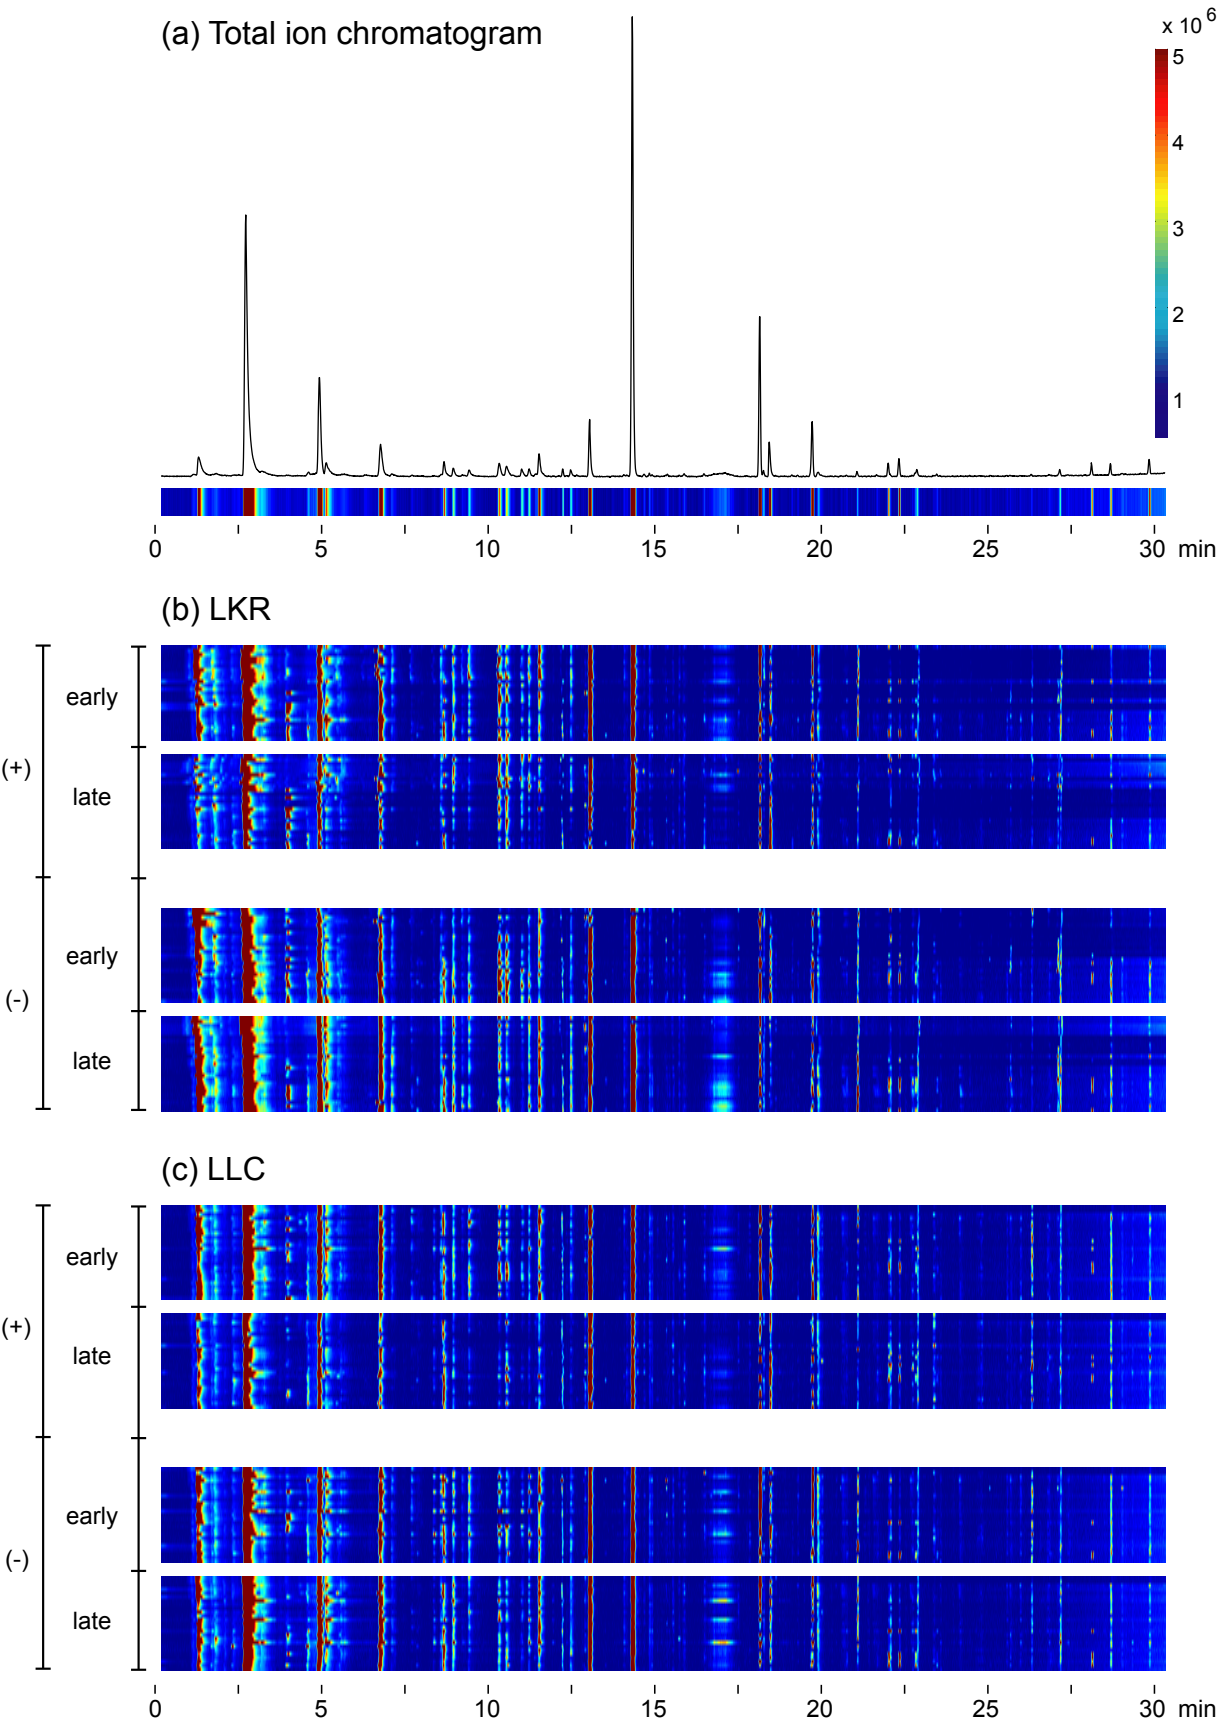 (a) Total ion chromatogram
x 10 6
5
4
3
2
1
0 5 10 15 20 25 30 min
(b) LKR
(+)
early
late
(-)
early
late
(c) LLC
(+)
early
late
(-)
early
late
0 5 10 15 20 25 30 min